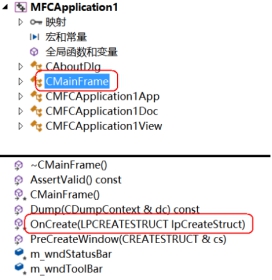 MFCApplication1
映射
宏和常量
全局函数和变量
CAboutDlg
CMainFrame
CMFCApplication1App
CMFCApplication1Doc
CMFCApplication1View
~CMainFrame()
AssertValid() const
CMainFrame()
Dump(CDumpContext & dc) const
OnCreate(LPCREATESTRUCT lpCreateStruct)
PreCreateWindow(CREATESTRUCT & cs)
m_wndStatusBar
m_wndToolBar